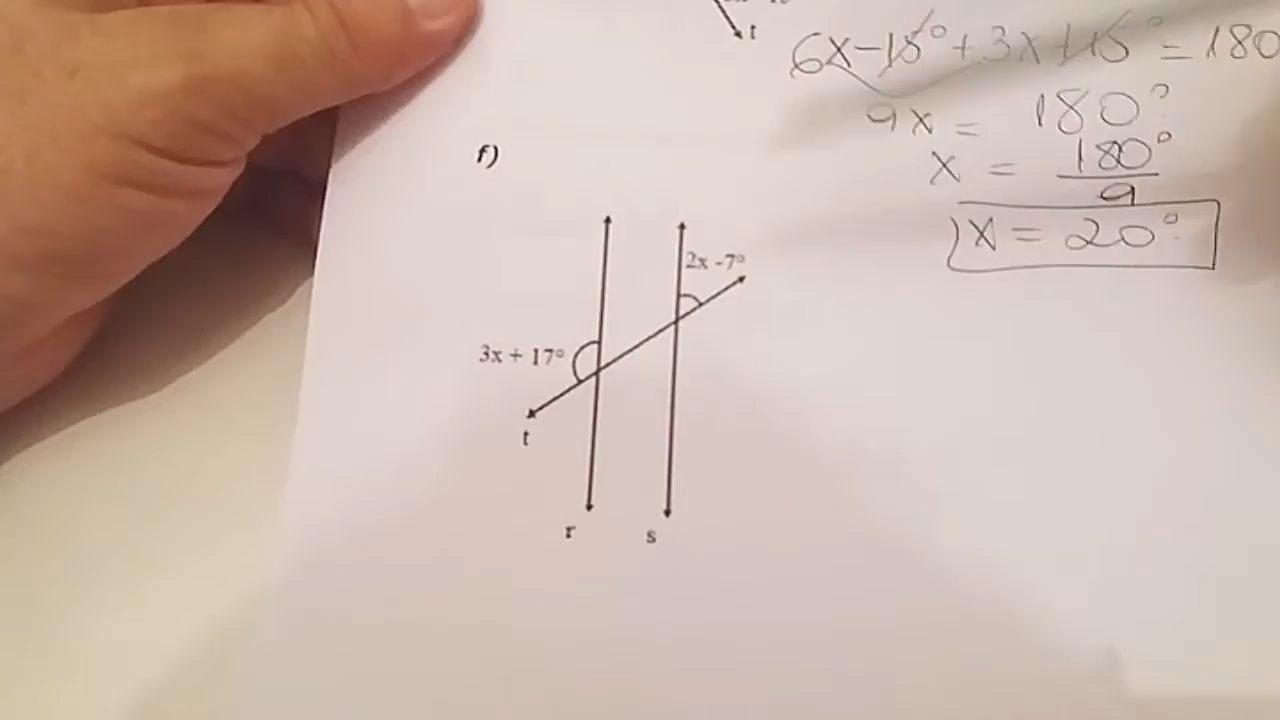 t
6x-15°+3x+15°=180
9x = 180°
x = 180°
9
x = 20°
f)
2x -7°
3x + 17°
t
r s